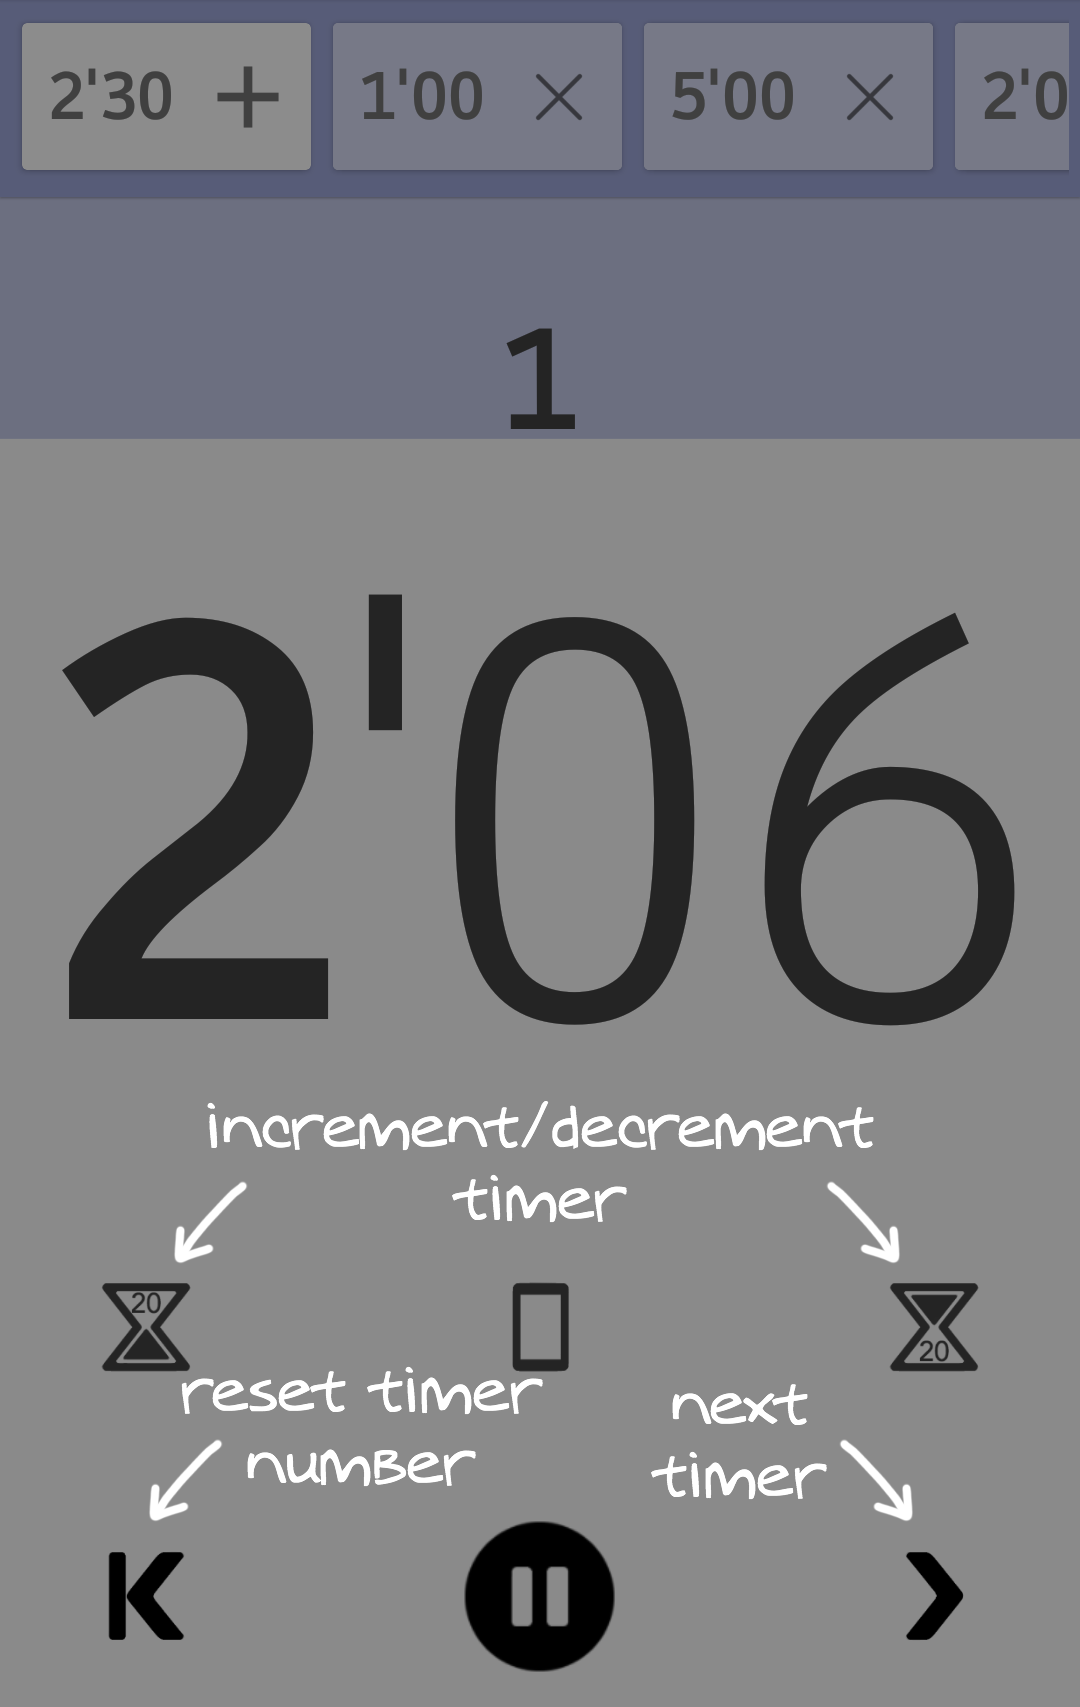 2'30 1'00 5'00 2'0
1
2'06
increment/decrement
timer
20 20
reset timer
number
next
timer